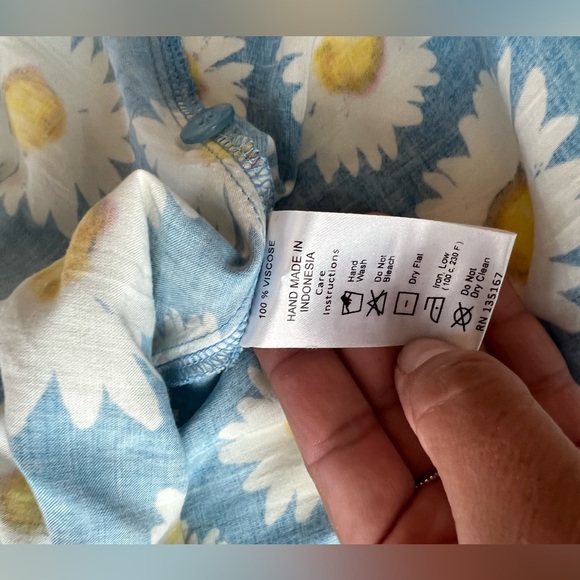 100 % VISCOSE
HAND MADE IN
INDONESIA
Care
Instructions
Hand
Wash
Do Not
Bleach
Dry Flat
Iron Low
(100 c, 230 F)
Do Not
Dry Clean
RN 135167